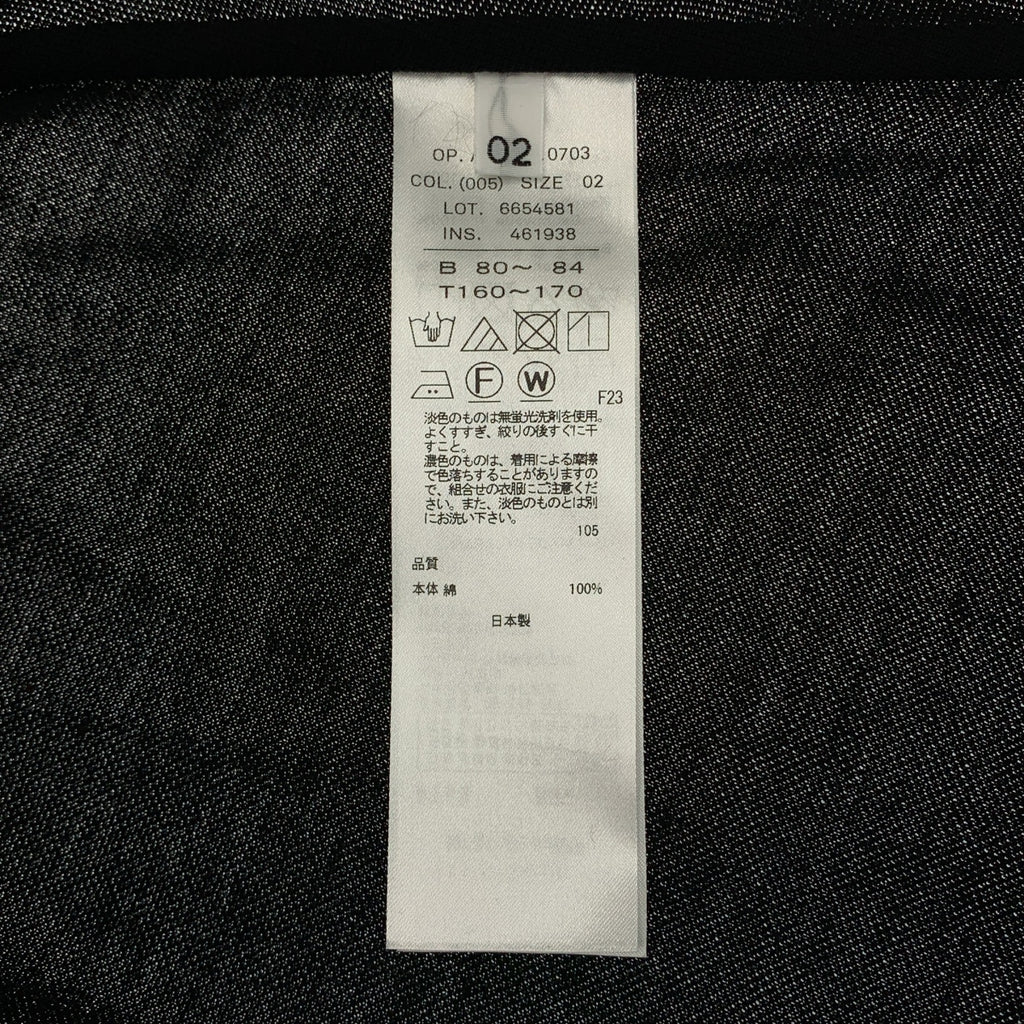 OP. 02 .0703
COL. (005) SIZE 02
LOT. 6654581
INS. 461938
B 80～ 84
T160～170
F W
F23
淡色のものは無蛍光洗剤を使用。
よくすすぎ、絞りの後すぐに干
すこと。
濃色のものは、着用による摩擦
で色落ちすることがありますの
で、組合せの衣服にご注意くだ
さい。また、淡色のものとは別
にお洗い下さい。
105
品質
本体 綿 100%
日本製